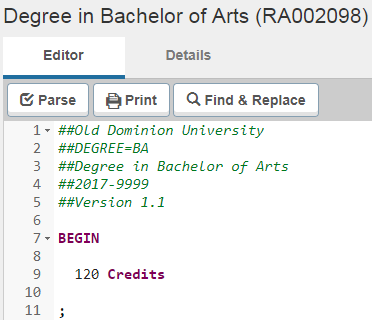 Degree in Bachelor of Arts (RA002098)
Editor Details
Parse Print Find & Replace
1 ##Old Dominion University
2 ##DEGREE=BA
3 ##Degree in Bachelor of Arts
4 ##2017-9999
5 ##Version 1.1
6
7 BEGIN
8
9 120 Credits
10
11 ;